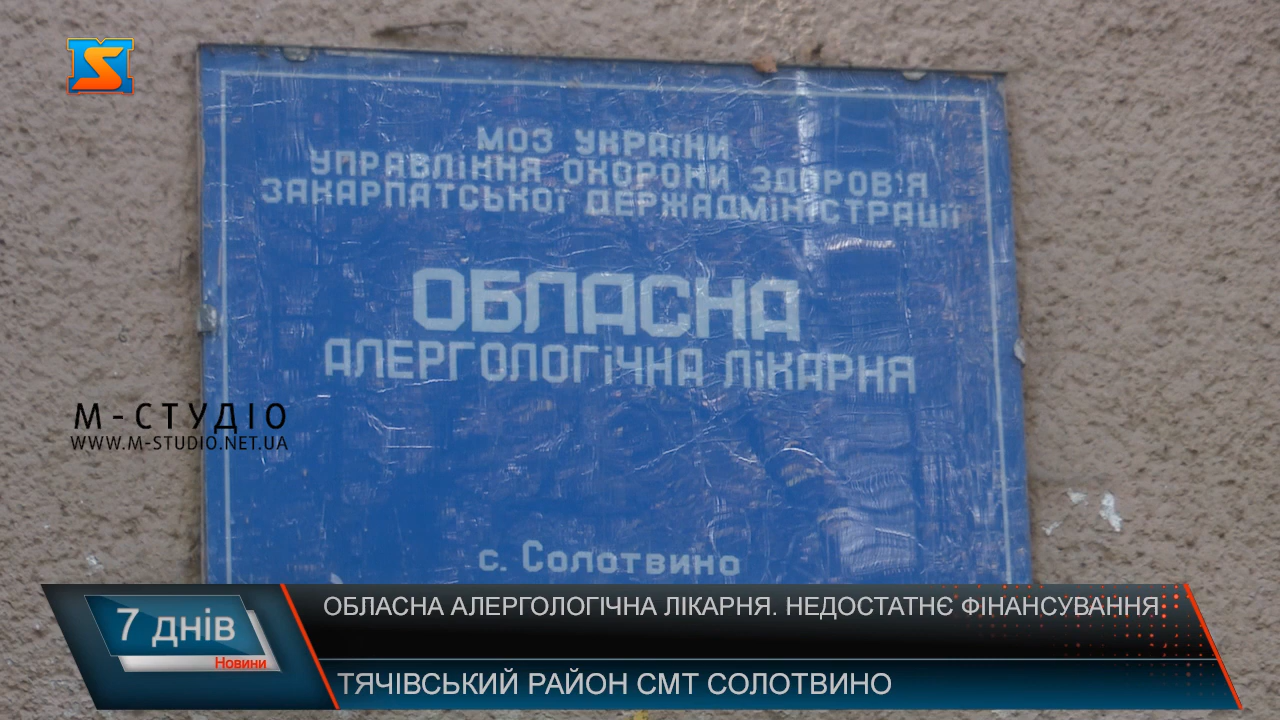 МОЗ УКРАЇНИ
УПРАВЛІННЯ ОХОРОНИ ЗДОРОВ'Я
ЗАКАРПАТСЬКОЇ ДЕРЖАДМІНІСТРАЦІЇ
ОБЛАСНА
АЛЕРГОЛОГІЧНА ЛІКАРНЯ
М-СТУДІО
WWW.M-STUDIO.NET.UA
с. Солотвино
7 днів
Новини
ОБЛАСНА АЛЕРГОЛОГІЧНА ЛІКАРНЯ. НЕДОСТАТНЄ ФІНАНСУВАННЯ
ТЯЧІВСЬКИЙ РАЙОН СМТ СОЛОТВИНО